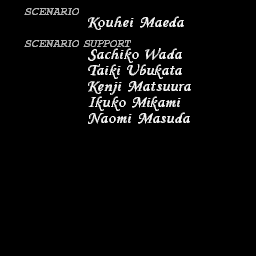 SCENARIO
Kouhei Maeda
SCENARIO SUPPORT
Sachiko Wada
Taiki Ubukata
Kenji Matsuura
Ikuko Mikami
Naomi Masuda